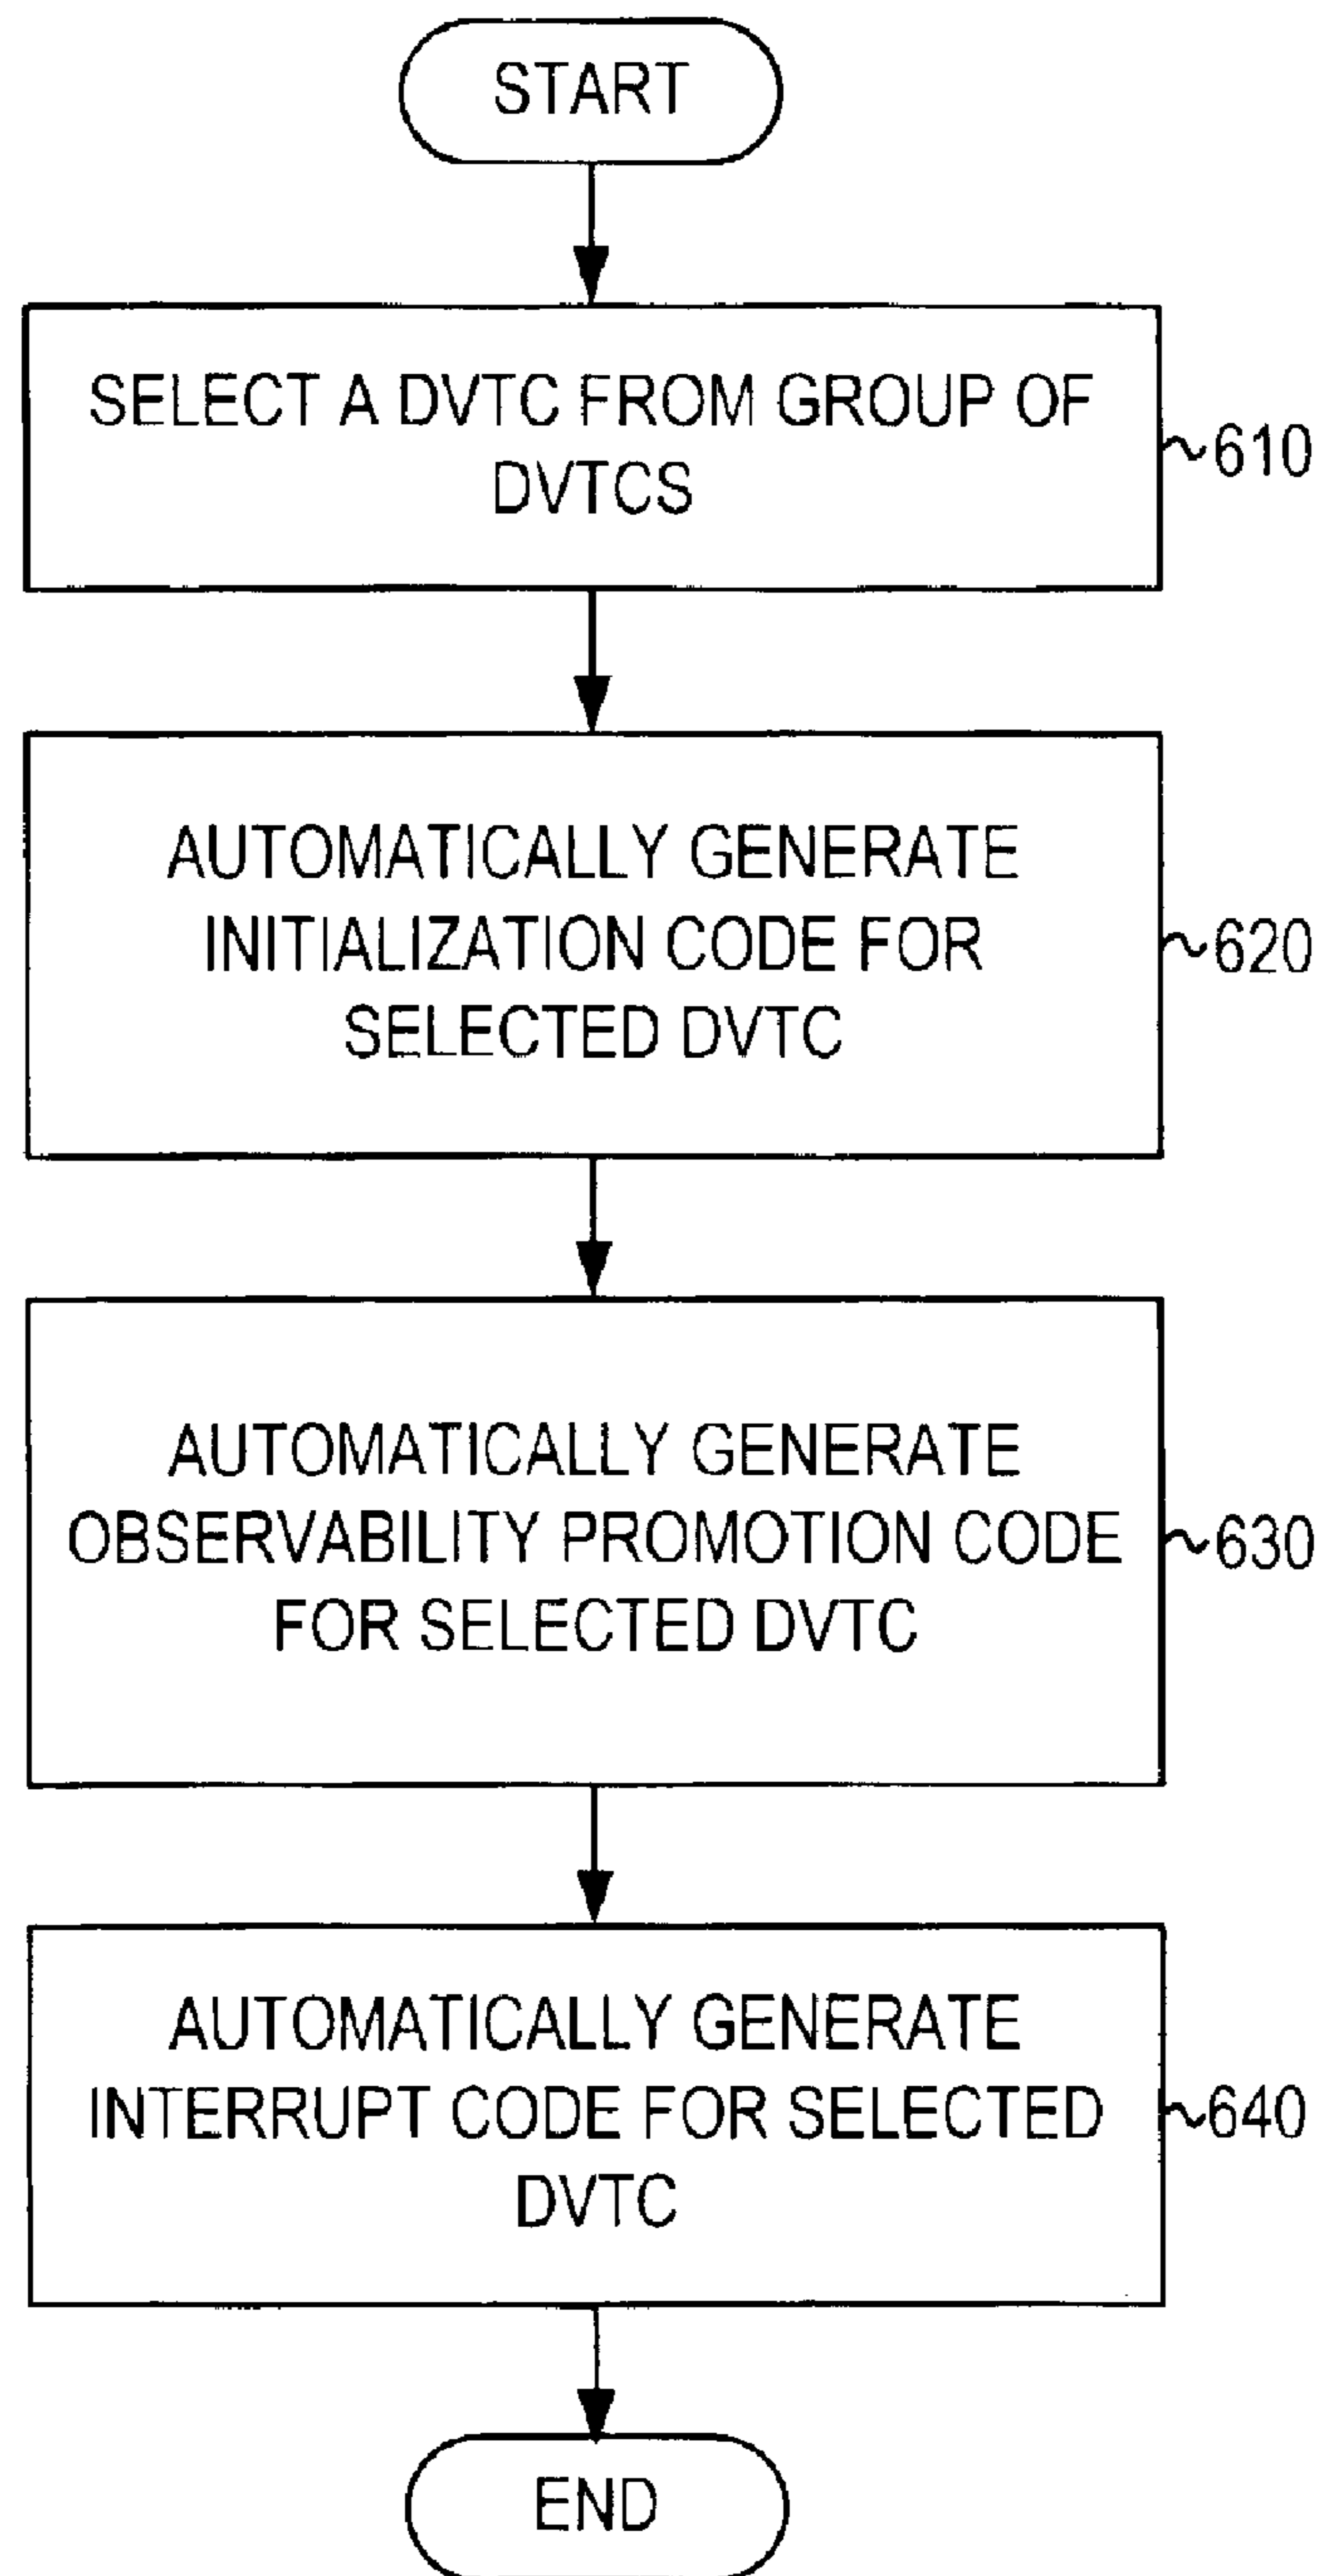 START
SELECT A DVTC FROM GROUP OF
DVTCS
~610
AUTOMATICALLY GENERATE
INITIALIZATION CODE FOR
SELECTED DVTC
~620
AUTOMATICALLY GENERATE
OBSERVABILITY PROMOTION CODE
FOR SELECTED DVTC
~630
AUTOMATICALLY GENERATE
INTERRUPT CODE FOR SELECTED
DVTC
~640
END